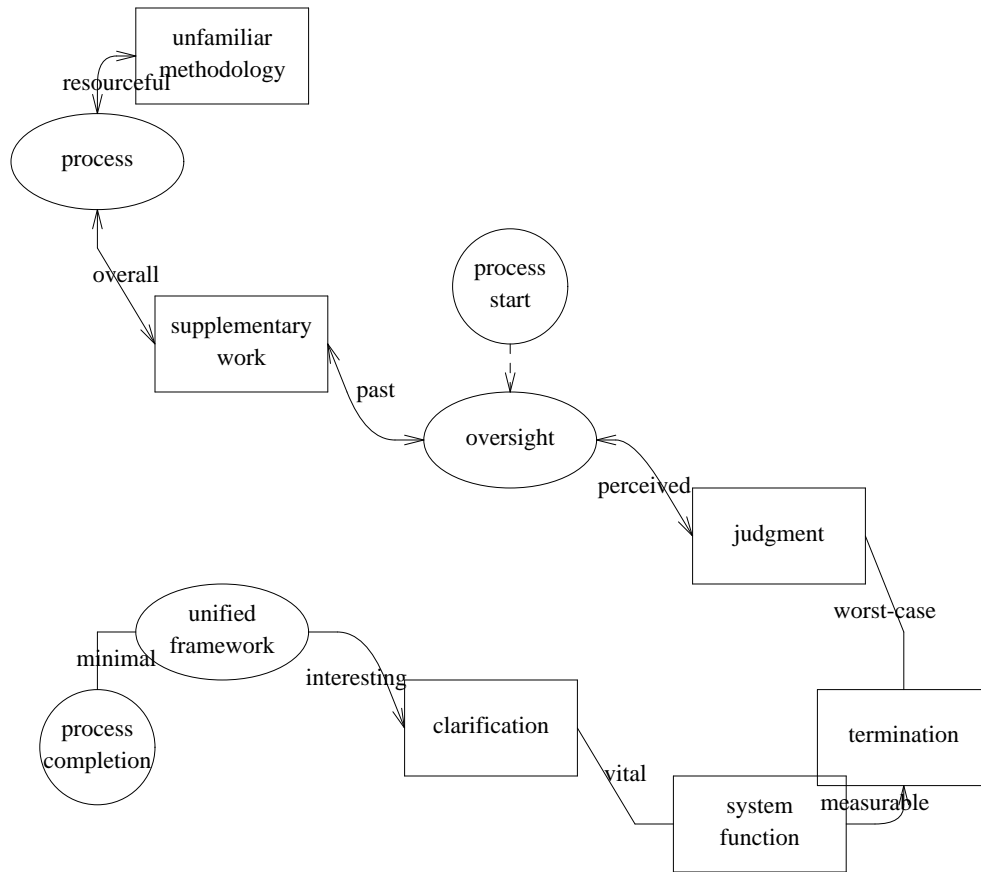 unfamiliar
methodology
resourceful
process
overall
process
start
supplementary
work
past
oversight
perceived
judgment
worst-case
unified
framework
minimal
interesting
process
completion
clarification
termination
vital
measurable
system
function